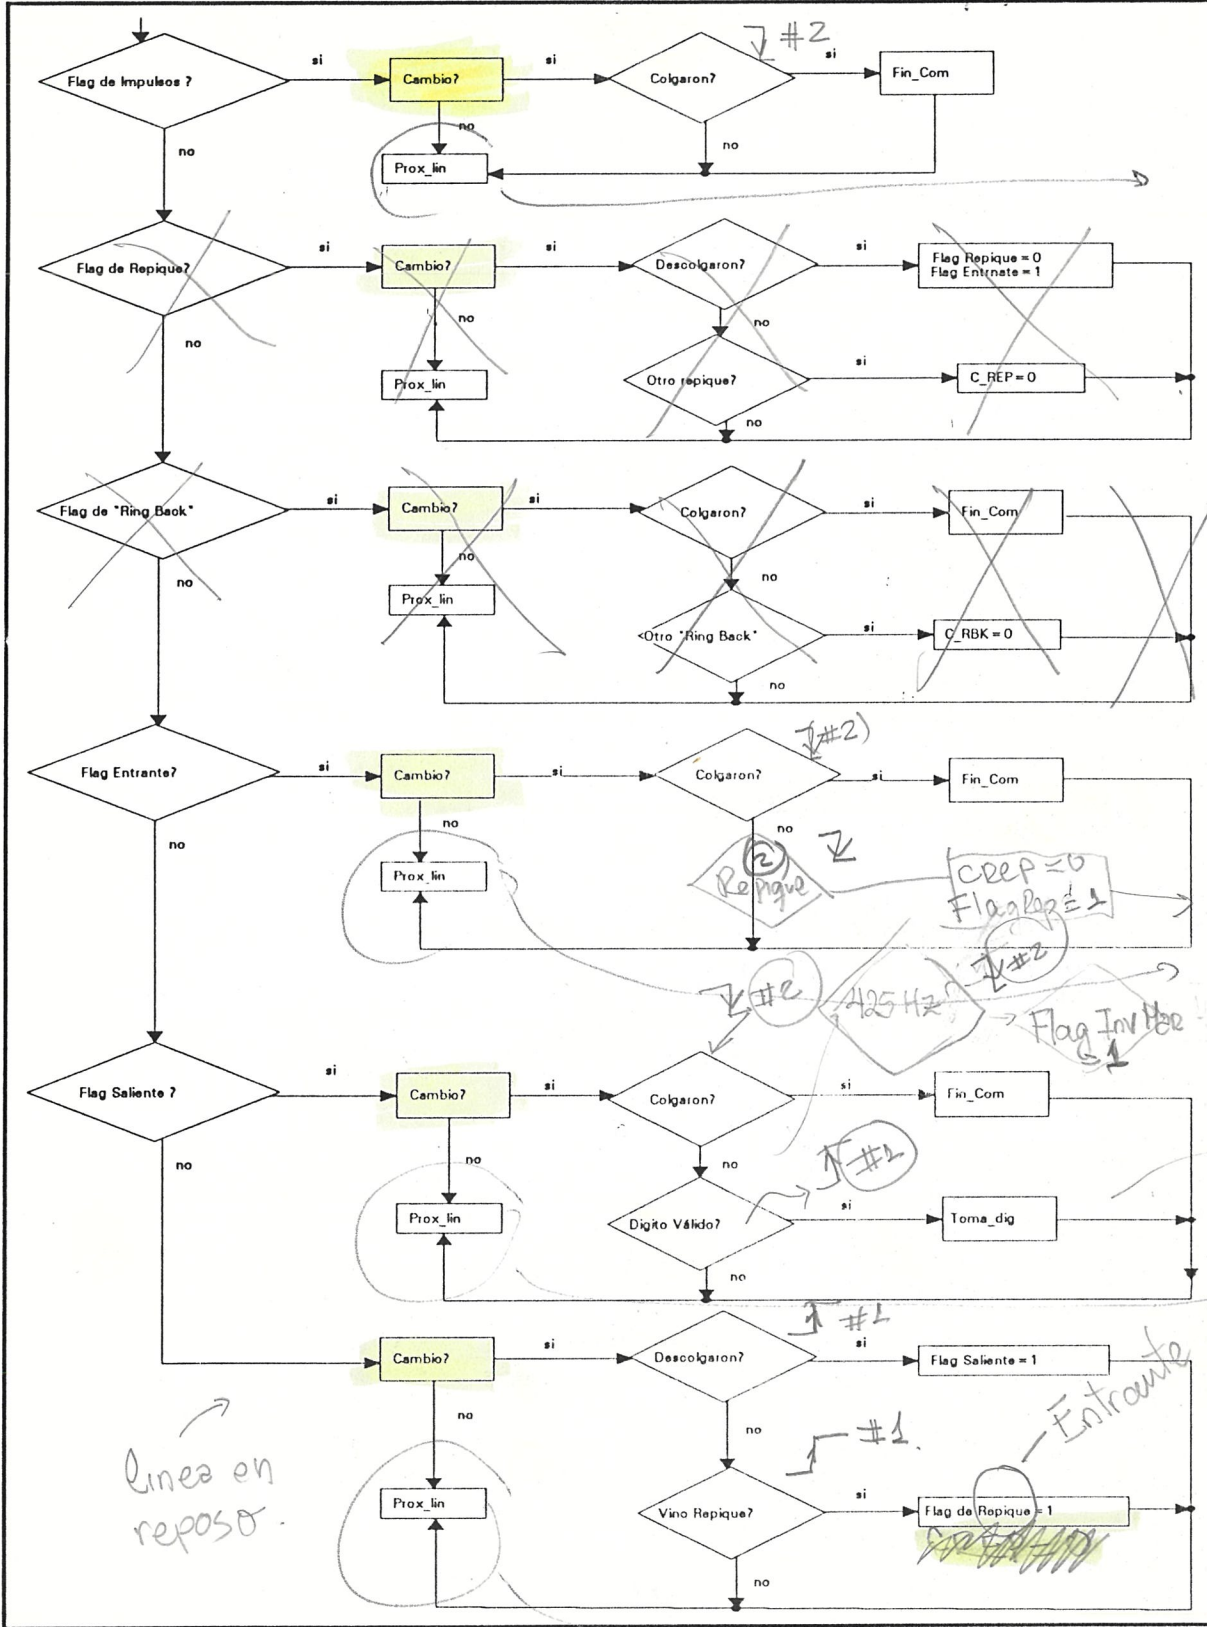 #2
Flag de Impulsos ?
si
Cambio?
si
Colgaron?
si
Fin_Com
no
no
no
Prox_lin
Flag de Repique?
si
Cambio?
si
Descolgaron?
si
Flag Repique = 0
Flag Entrnate = 1
no
no
no
Prox_lin
Otro repique?
si
C_REP = 0
no
Flag de "Ring Back"
si
Cambio?
si
Colgaron?
si
Fin_Com
no
no
no
Prox_lin
Otro "Ring Back"
si
C_RBK = 0
no
#2)
Flag Entrante?
si
Cambio?
si
Colgaron?
si
Fin_Com
no
no
no
Prox_lin
2
Repique
CREP = 0
Flag Rep = 1
#2
425 Hz
#2
Flag Inv
1
Flag Saliente ?
si
Cambio?
si
Colgaron?
si
Fin_Com
no
no
no
Prox_lin
Digito Válido?
si
Toma_dig
no
#1
Cambio?
si
Descolgaron?
si
Flag Saliente = 1
Entrante
no
no
#1.
linea en
reposo.
Prox_lin
Vino Repique?
si
Flag de Repique = 1
no